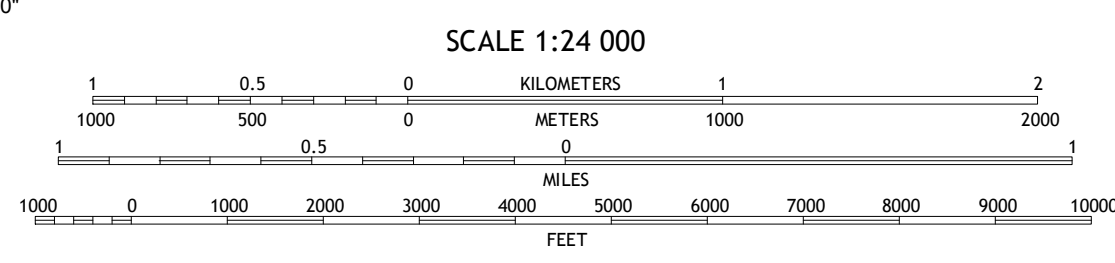 0"
SCALE 1:24 000
1 0.5 0 KILOMETERS 1 2
1000 500 0 METERS 1000 2000
1 0.5 0 1
MILES
1000 0 1000 2000 3000 4000 5000 6000 7000 8000 9000 10000
FEET